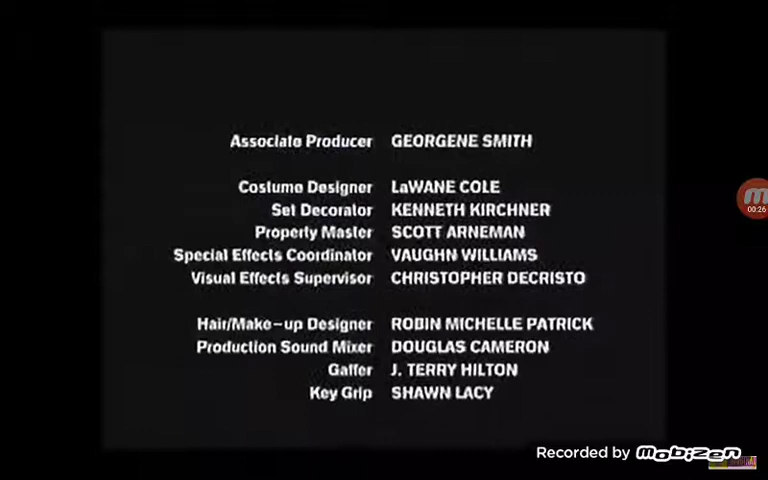 Associate Producer GEORGENE SMITH
Costume Designer LaWANE COLE
Set Decorator KENNETH KIRCHNER
Property Master SCOTT ARNEMAN
Special Effects Coordinator VAUGHN WILLIAMS
Visual Effects Supervisor CHRISTOPHER DECRISTO
Hair/Make-up Designer ROBIN MICHELLE PATRICK
Production Sound Mixer DOUGLAS CAMERON
Gaffer J. TERRY HILTON
Key Grip SHAWN LACY
00:26
Recorded by mobizen